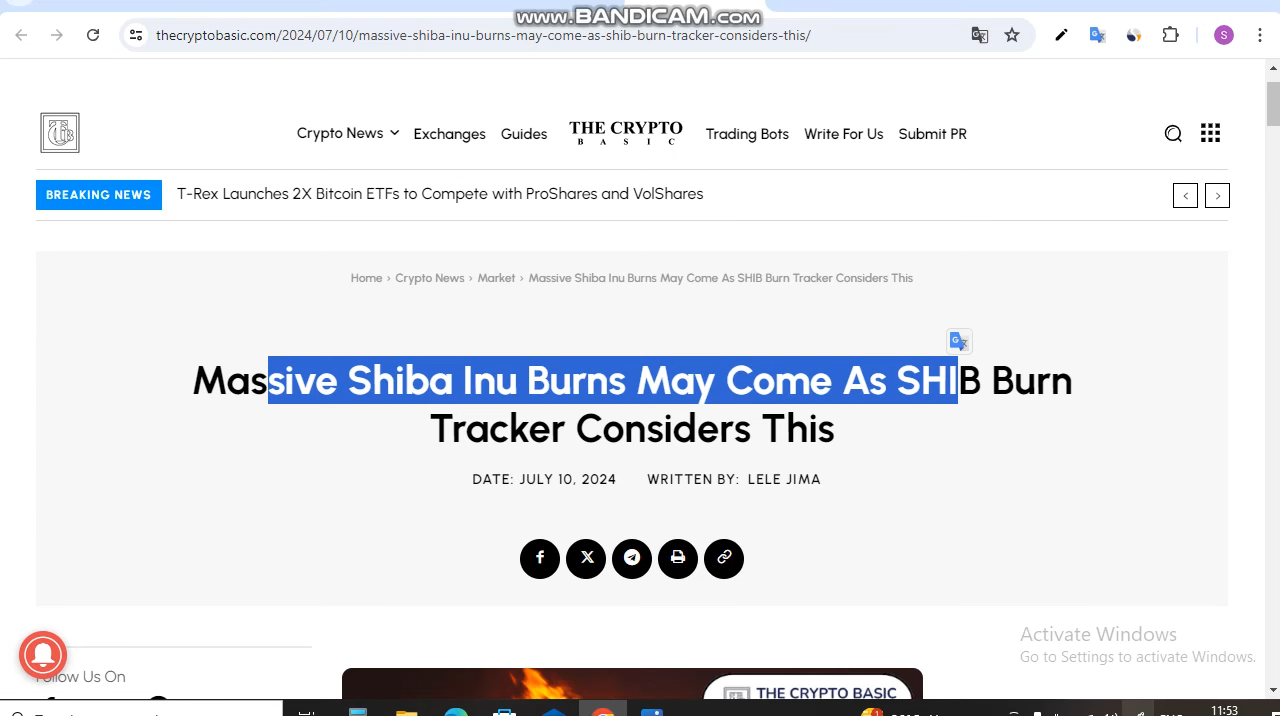 www.BANDICAM.com
thecryptobasic.com/2024/07/10/massive-shiba-inu-burns-may-come-as-shib-burn-tracker-considers-this/
S
Crypto News Exchanges Guides THE CRYPTO BASIC Trading Bots Write For Us Submit PR
BREAKING NEWS T-Rex Launches 2X Bitcoin ETFs to Compete with ProShares and VolShares
Home › Crypto News › Market › Massive Shiba Inu Burns May Come As SHIB Burn Tracker Considers This
Massive Shiba Inu Burns May Come As SHIB Burn
Tracker Considers This
DATE: JULY 10, 2024 WRITTEN BY: LELE JIMA
Activate Windows
Go to Settings to activate Windows.
Follow Us On
THE CRYPTO BASIC
11:53